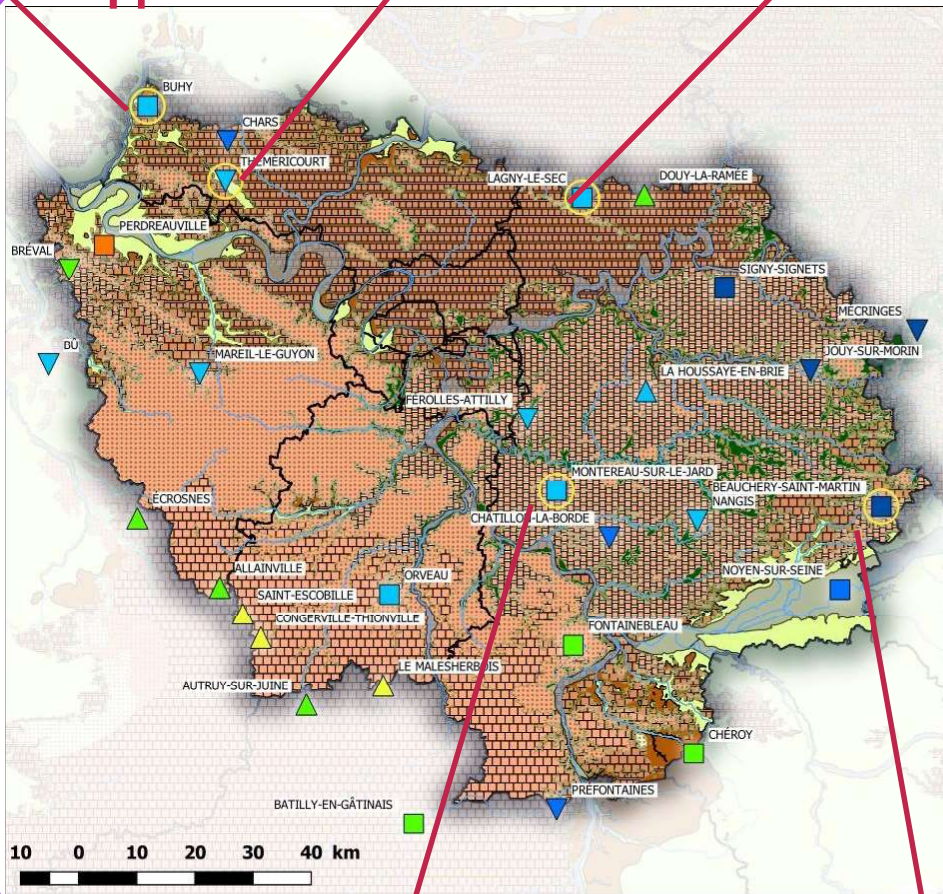 BUHY
CHARS
THÉMÉRICOURT
LAGNY-LE-SEC
DOUY-LA-RAMÉE
PERDREAUVILLE
BRÉVAL
SIGNY-SIGNETS
MÉCRINGES
BÛ
MAREIL-LE-GUYON
JOUY-SUR-MORIN
LA HOUSSAYE-EN-BRIE
FÉROLLES-ATTILLY
MONTEREAU-SUR-LE-JARD
BEAUCHERY-SAINT-MARTIN
NANGIS
ÉCROSNES
CHATILLON-LA-BORDE
ALLAINVILLE
ORVEAU
NOYEN-SUR-SEINE
SAINT-ESCOBILLE
CONGERVILLE-THIONVILLE
FONTAINEBLEAU
LE MALESHERBOIS
AUTRUY-SUR-JUINE
CHÉROY
PRÉFONTAINES
BATILLY-EN-GÂTINAIS
10 0 10 20 30 40 km